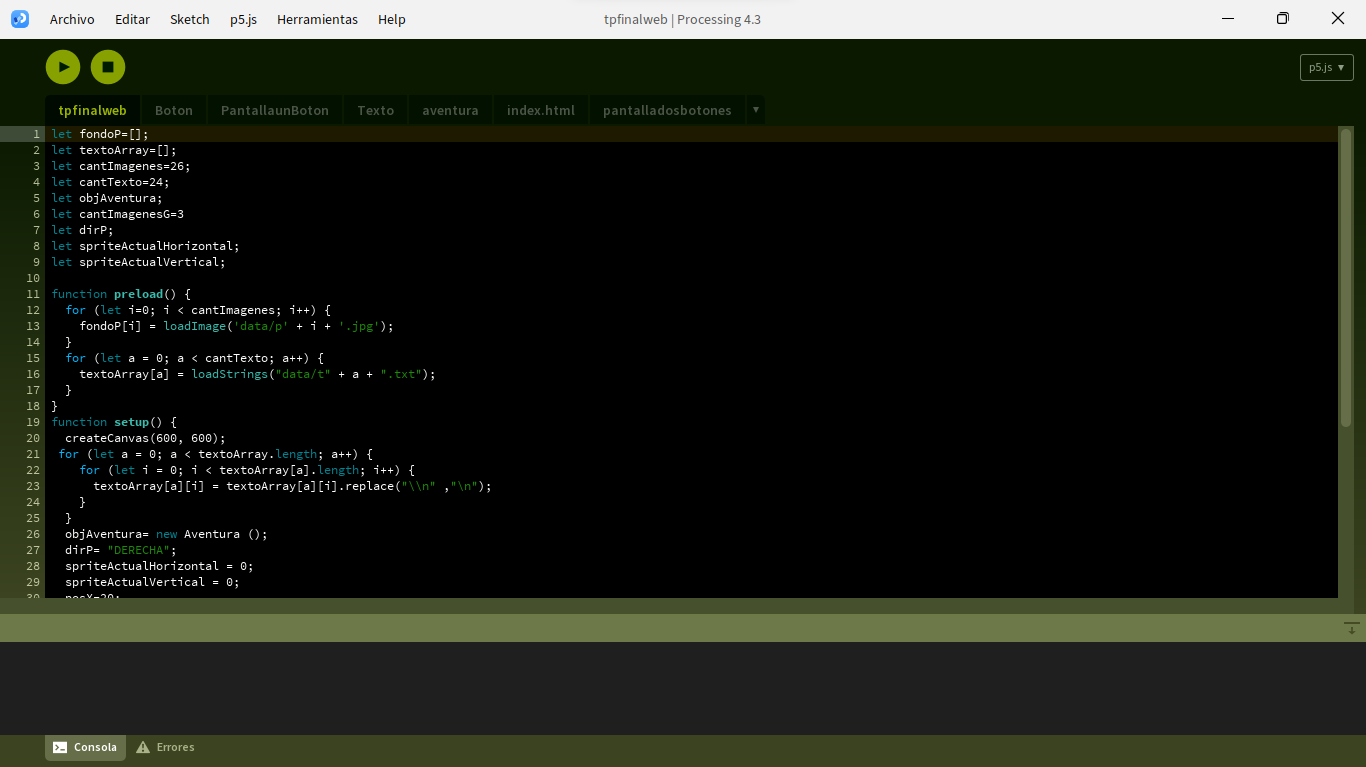 Archivo Editar Sketch p5.js Herramientas Help tpfinalweb | Processing 4.3
p5.js ▾
tpfinalweb Boton PantallaunBoton Texto aventura index.html pantalladosbotones ▾
1 let fondoP=[];
2 let textoArray=[];
3 let cantImagenes=26;
4 let cantTexto=24;
5 let objAventura;
6 let cantImagenesG=3
7 let dirP;
8 let spriteActualHorizontal;
9 let spriteActualVertical;
10
11 function preload() {
12   for (let i=0; i < cantImagenes; i++) {
13     fondoP[i] = loadImage('data/p' + i + '.jpg');
14   }
15   for (let a = 0; a < cantTexto; a++) {
16     textoArray[a] = loadStrings("data/t" + a + ".txt");
17   }
18 }
19 function setup() {
20   createCanvas(600, 600);
21  for (let a = 0; a < textoArray.length; a++) {
22     for (let i = 0; i < textoArray[a].length; i++) {
23       textoArray[a][i] = textoArray[a][i].replace("\\n" ,"\n");
24     }
25   }
26   objAventura= new Aventura ();
27   dirP= "DERECHA";
28   spriteActualHorizontal = 0;
29   spriteActualVertical = 0;
30   posX=20;
Consola Errores